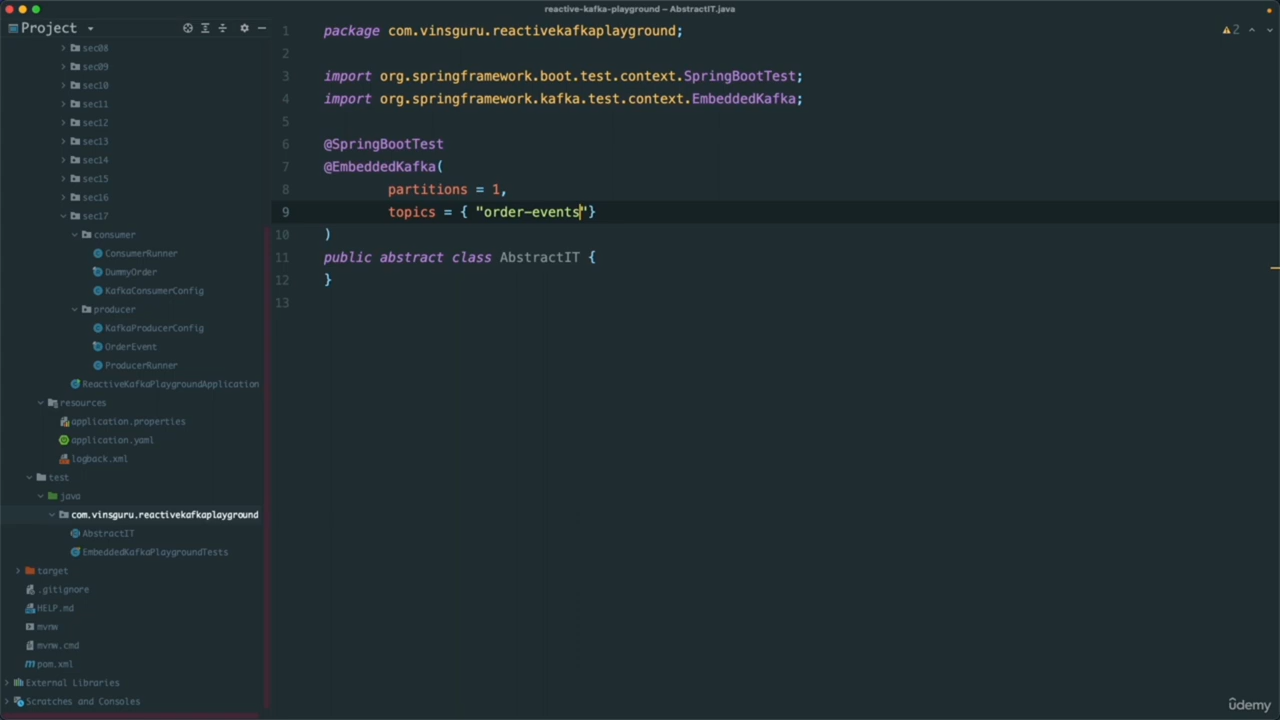 reactive-kafka-playground – AbstractIT.java
Project
sec08
sec09
sec10
sec11
sec12
sec13
sec14
sec15
sec16
sec17
consumer
ConsumerRunner
DummyOrder
KafkaConsumerConfig
producer
KafkaProducerConfig
OrderEvent
ProducerRunner
ReactiveKafkaPlaygroundApplication
resources
application.properties
application.yaml
logback.xml
test
java
com.vinsguru.reactivekafkaplayground
AbstractIT
EmbeddedKafkaPlaygroundTests
target
.gitignore
HELP.md
mvnw
mvnw.cmd
pom.xml
External Libraries
Scratches and Consoles
1 package com.vinsguru.reactivekafkaplayground;
2
3 import org.springframework.boot.test.context.SpringBootTest;
4 import org.springframework.kafka.test.context.EmbeddedKafka;
5
6 @SpringBootTest
7 @EmbeddedKafka(
8 partitions = 1,
9 topics = { "order-events"}
10 )
11 public abstract class AbstractIT {
12 }
13
2
udemy